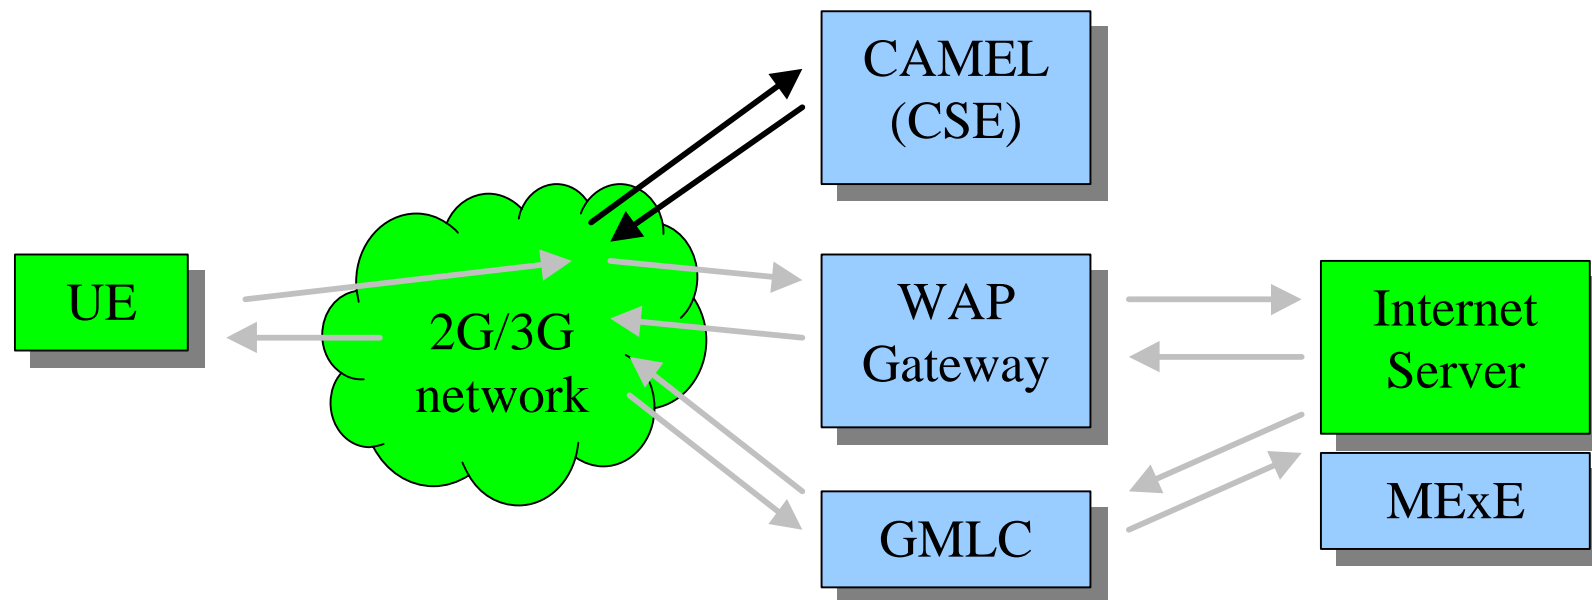 CAMEL
(CSE)
UE
2G/3G
network
WAP
Gateway
Internet
Server
GMLC
MExE